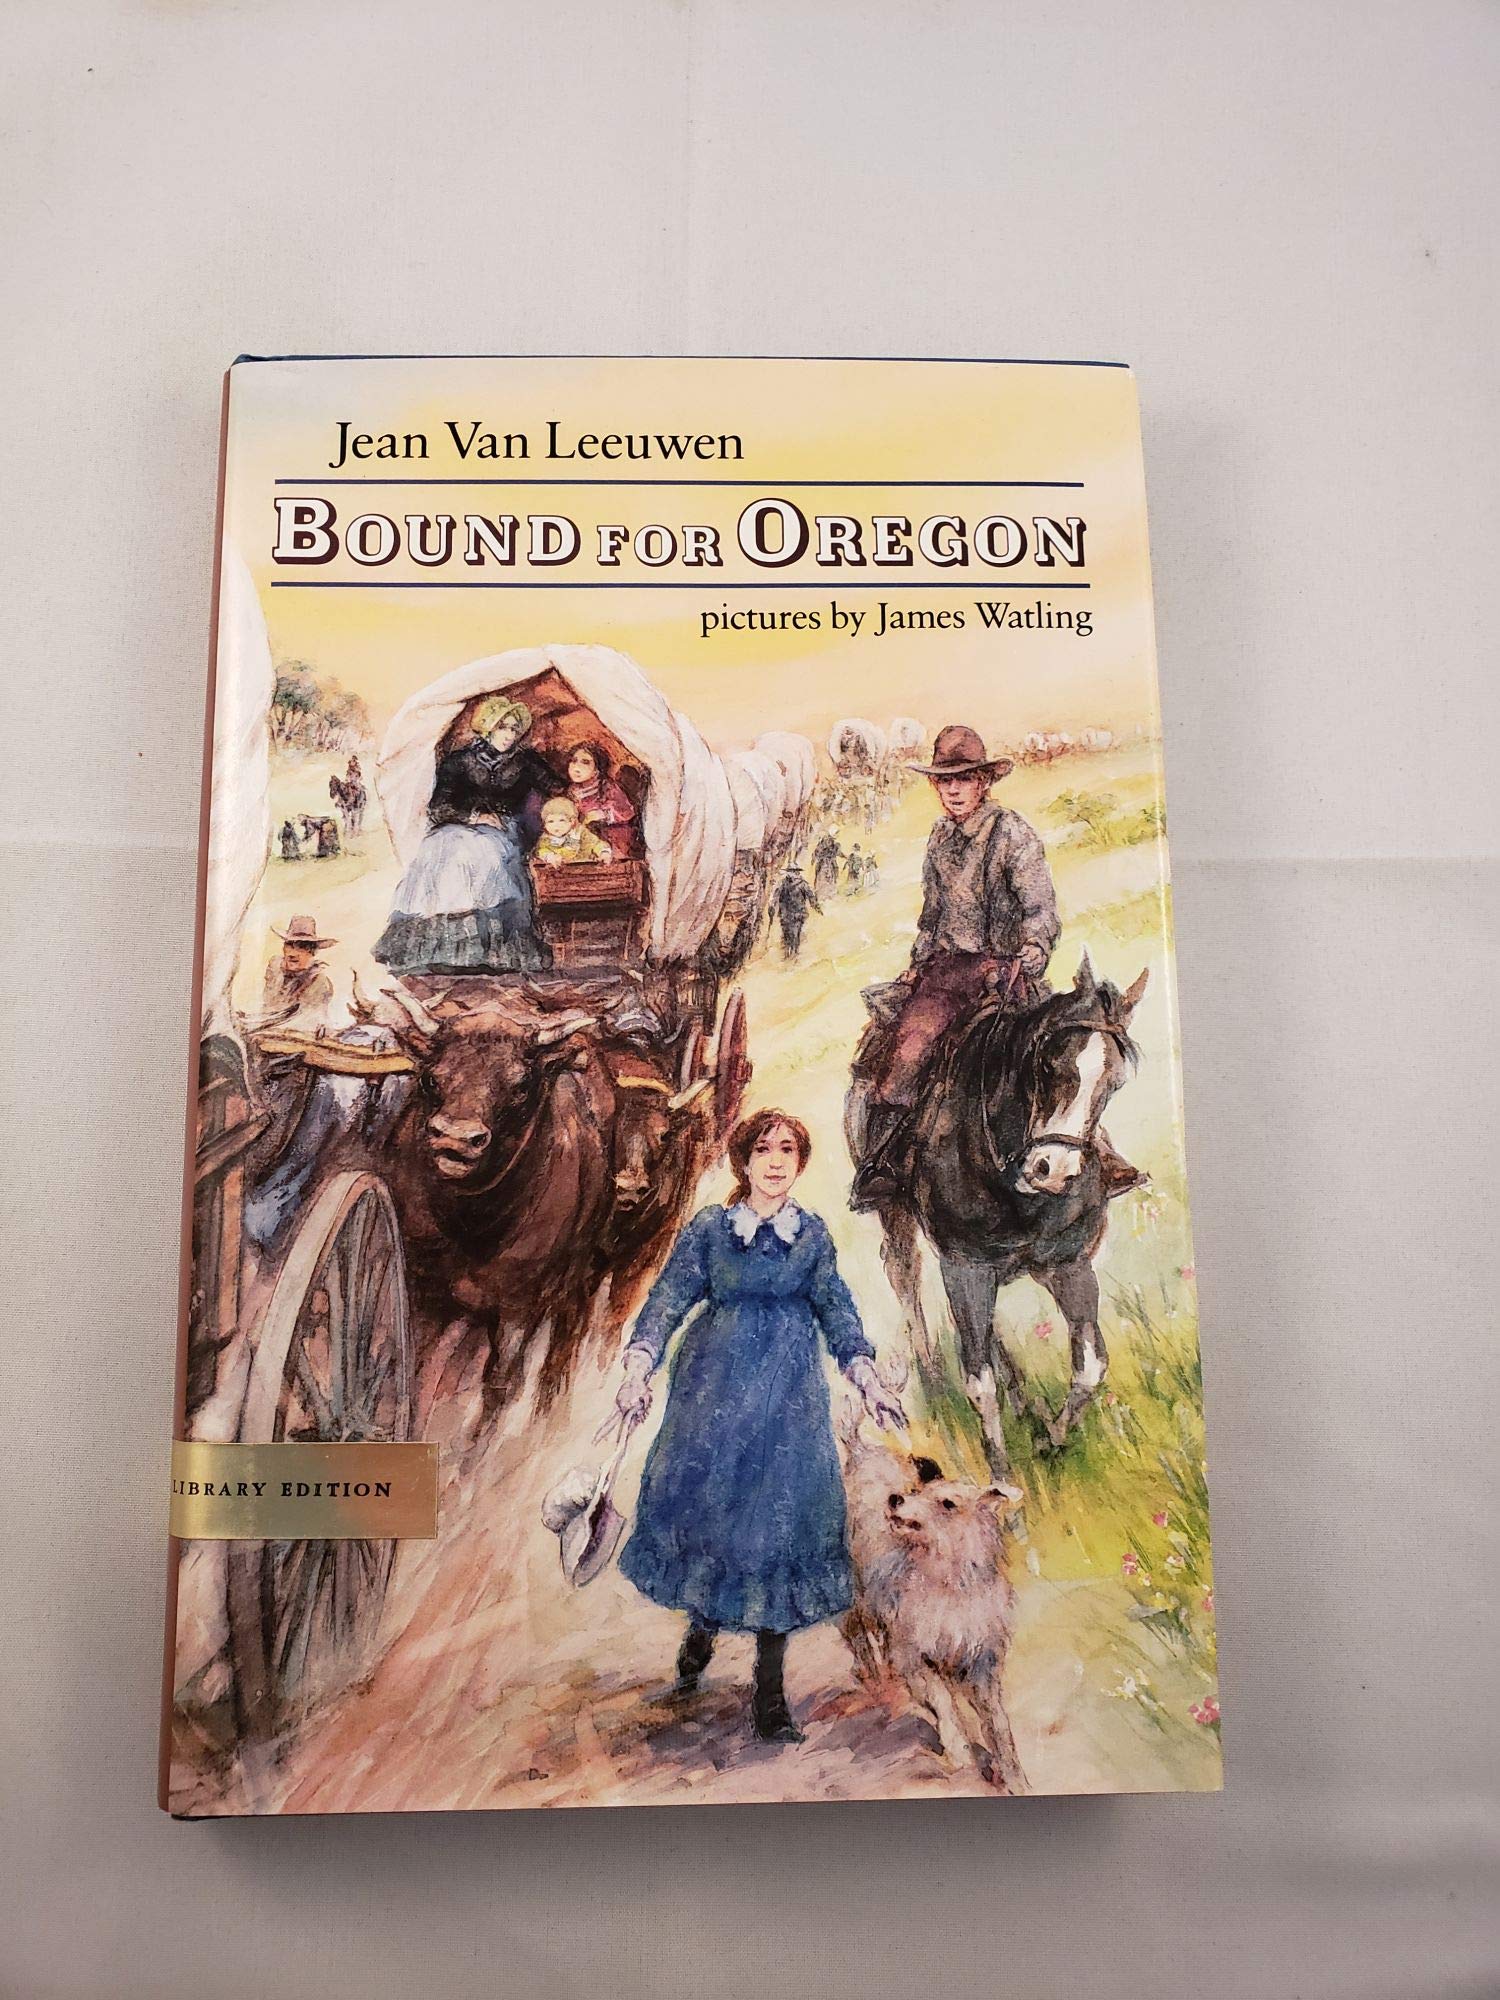 Jean Van Leeuwen
BOUND FOR OREGON
pictures by James Watling
LIBRARY EDITION